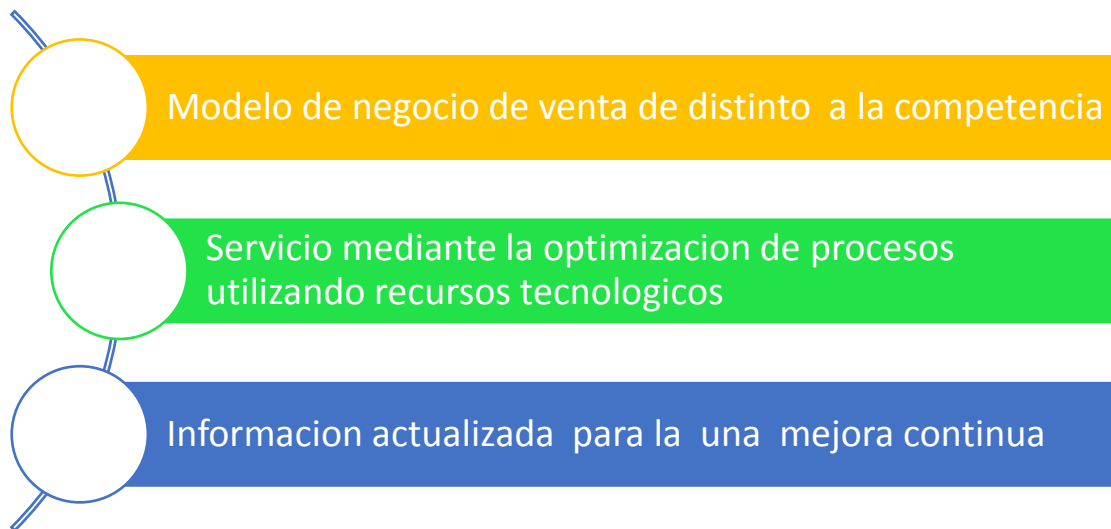 Modelo de negocio de venta de distinto  a la competencia
Servicio mediante la optimizacion de procesos
utilizando recursos tecnologicos
Informacion actualizada  para la  una  mejora continua